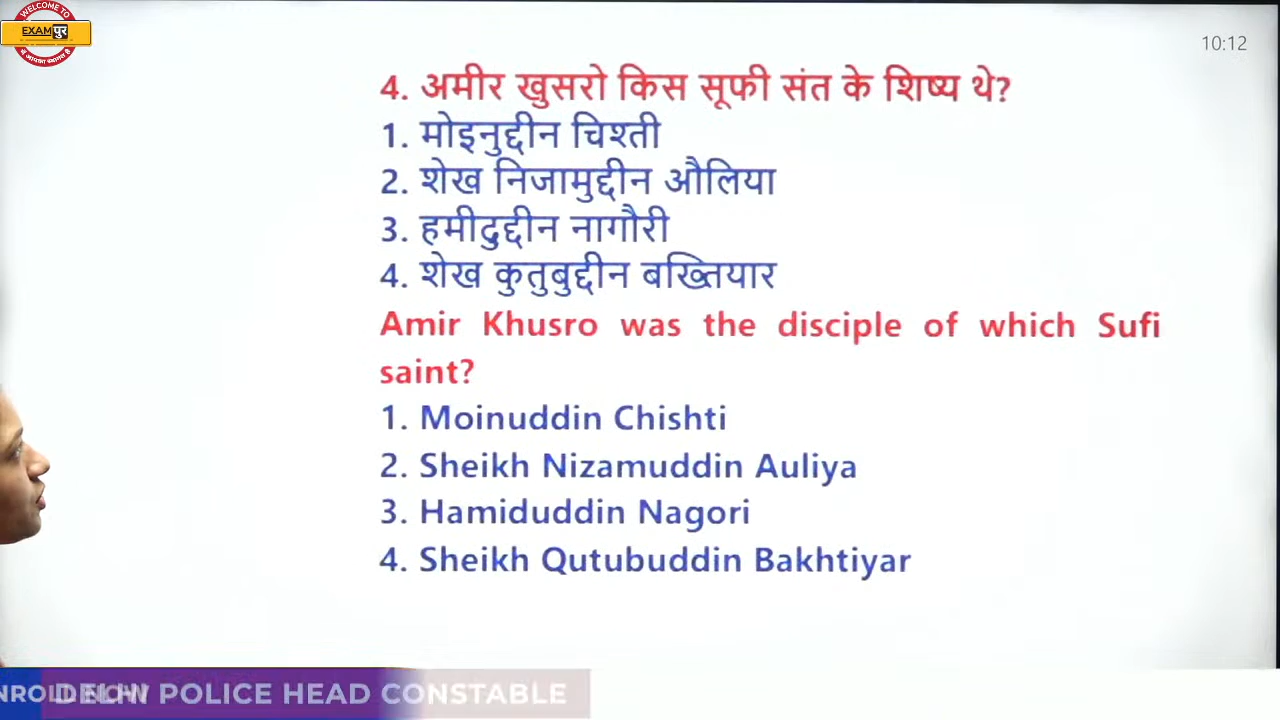 WELCOME TO
EXAMपुर
10:12
4. अमीर खुसरो किस सूफी संत के शिष्य थे?
1. मोइनुद्दीन चिश्ती
2. शेख निजामुद्दीन औलिया
3. हमीदुद्दीन नागौरी
4. शेख कुतुबुद्दीन बख्तियार
Amir Khusro was the disciple of which Sufi
saint?
1. Moinuddin Chishti
2. Sheikh Nizamuddin Auliya
3. Hamiduddin Nagori
4. Sheikh Qutubuddin Bakhtiyar
DELHI POLICE HEAD CONSTABLE